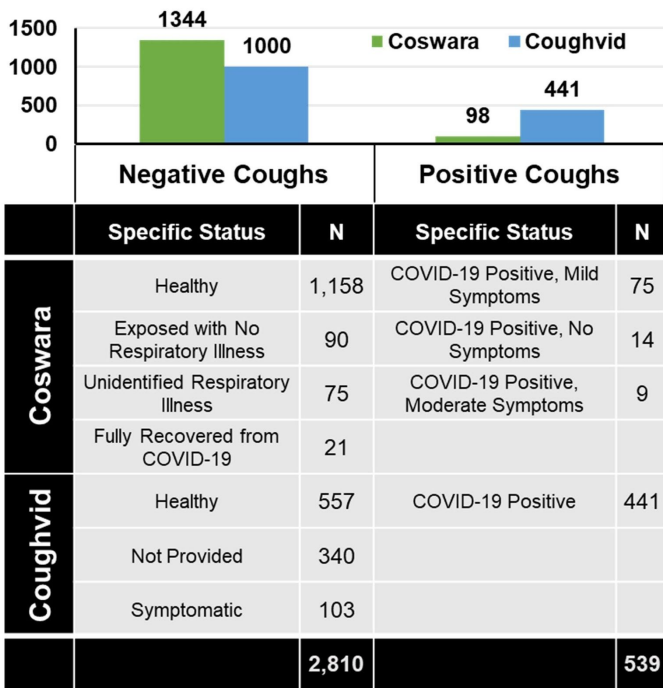 1344
1500
1000
Coswara
Coughvid
1000
441
500
98
0
Negative Coughs
Positive Coughs
Specific Status
N
Specific Status
N
Coswara
Healthy
1,158
COVID-19 Positive, Mild
Symptoms
75
Exposed with No
Respiratory Illness
90
COVID-19 Positive, No
Symptoms
14
Unidentified Respiratory
Illness
75
COVID-19 Positive,
Moderate Symptoms
9
Fully Recovered from
COVID-19
21
Coughvid
Healthy
557
COVID-19 Positive
441
Not Provided
340
Symptomatic
103
2,810
539